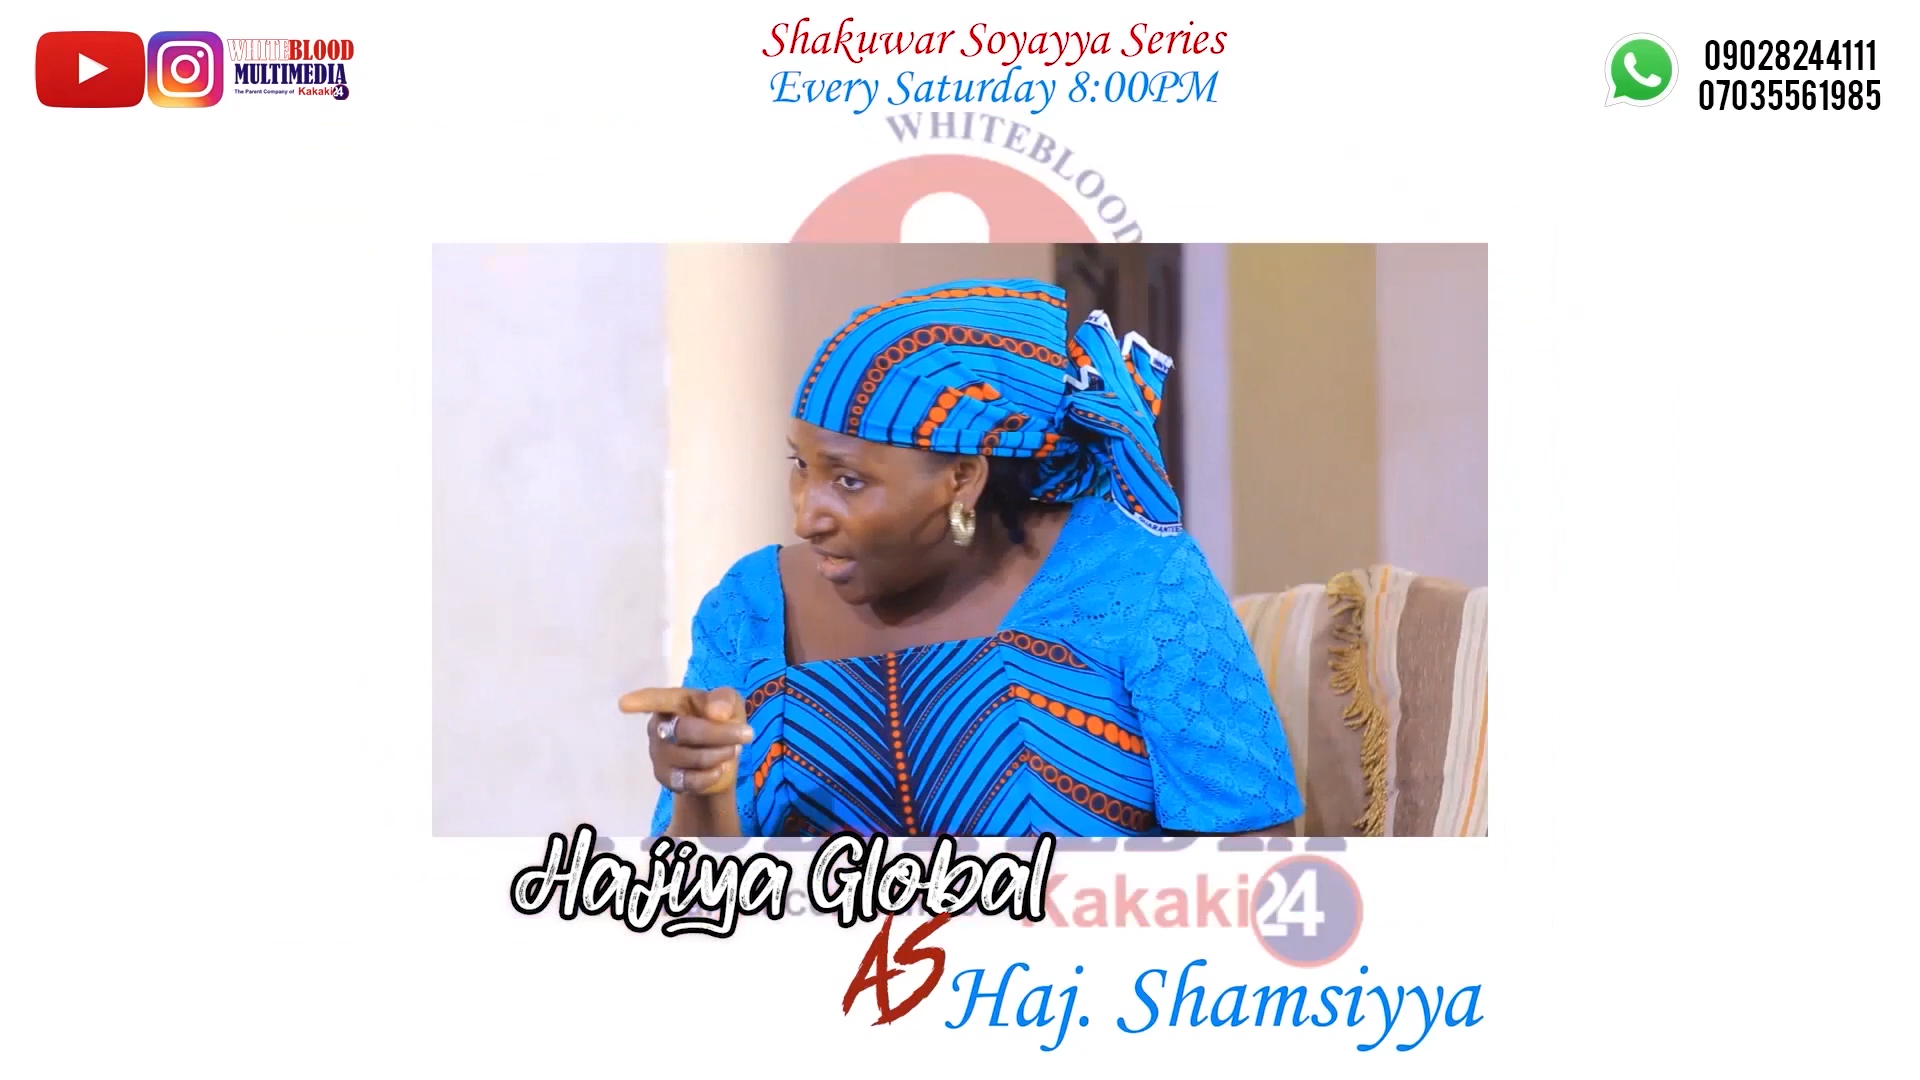 WHITEBLOOD
MULTIMEDIA
The Parent Company of Kakaki24
Shakuwar Soyayya Series
Every Saturday 8:00PM
09028244111
07035561985
WHITEBLOOD
Hajiya Global
Kakaki24
AS
Haj. Shamsiyya